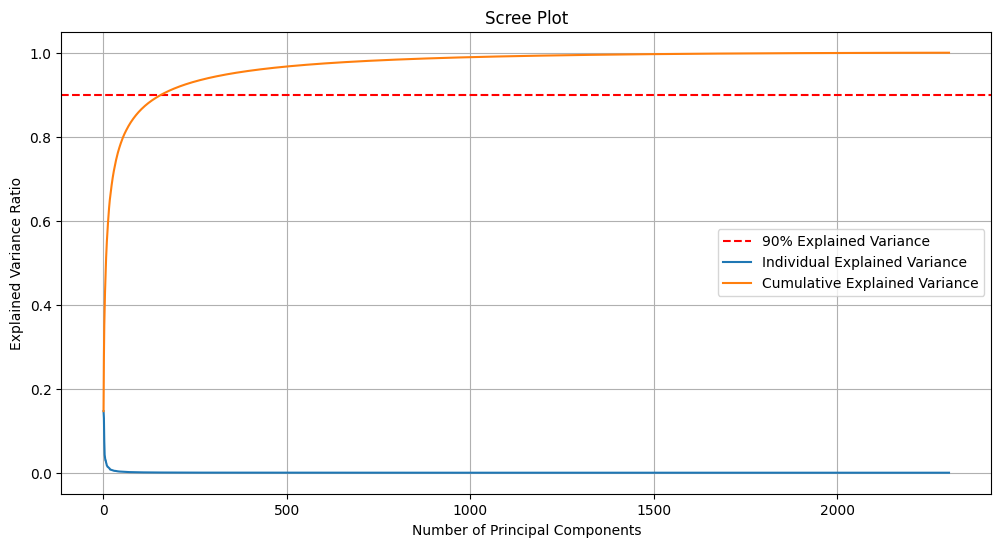 Scree Plot
Explained Variance Ratio
1.0
0.8
0.6
0.4
0.2
0.0
90% Explained Variance
Individual Explained Variance
Cumulative Explained Variance
0 500 1000 1500 2000
Number of Principal Components